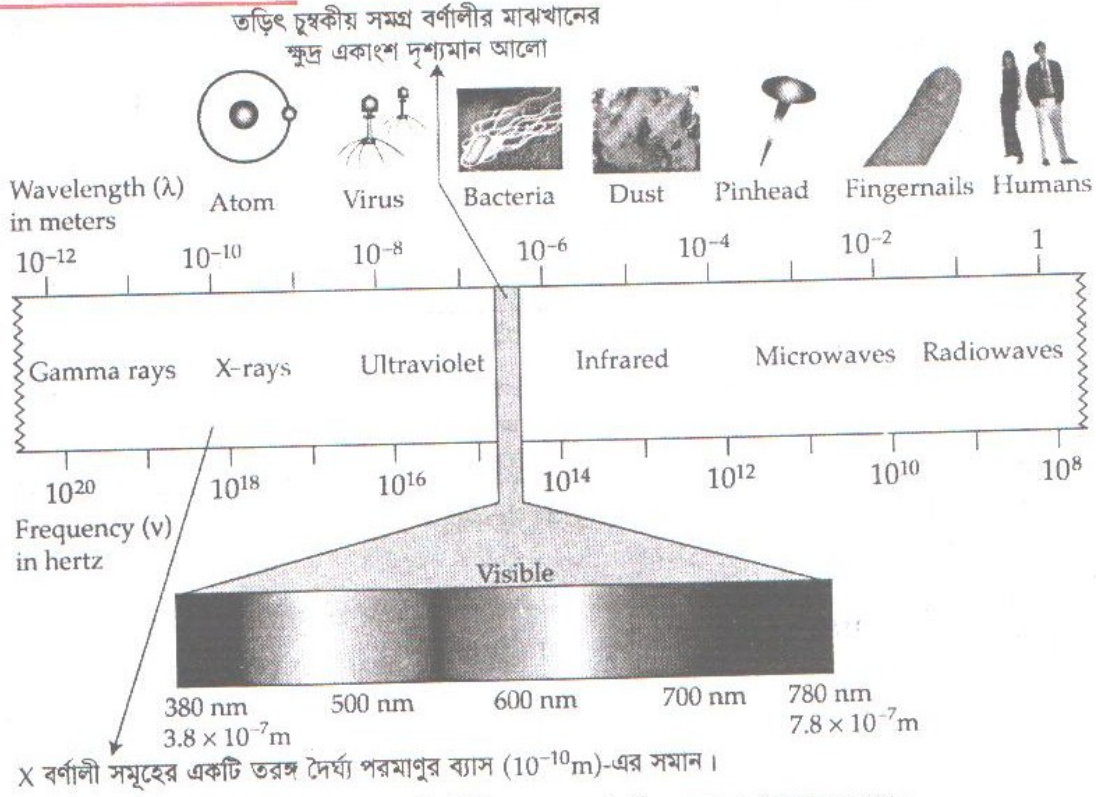 তড়িৎ চুম্বকীয় সমগ্র বর্ণালীর মাঝখানের
ক্ষুদ্র একাংশ দৃশ্যমান আলো
Atom Virus Bacteria Dust Pinhead Fingernails Humans
Wavelength (λ)
in meters
10⁻¹² 10⁻¹⁰ 10⁻⁸ 10⁻⁶ 10⁻⁴ 10⁻² 1
Gamma rays X-rays Ultraviolet Infrared Microwaves Radiowaves
10²⁰ 10¹⁸ 10¹⁶ 10¹⁴ 10¹² 10¹⁰ 10⁸
Frequency (ν)
in hertz
Visible
380 nm 500 nm 600 nm 700 nm 780 nm
3.8 × 10⁻⁷m 7.8 × 10⁻⁷m
X বর্ণালী সমূহের একটি তরঙ্গ দৈর্ঘ্য পরমাণুর ব্যাস (10⁻¹⁰m)-এর সমান।